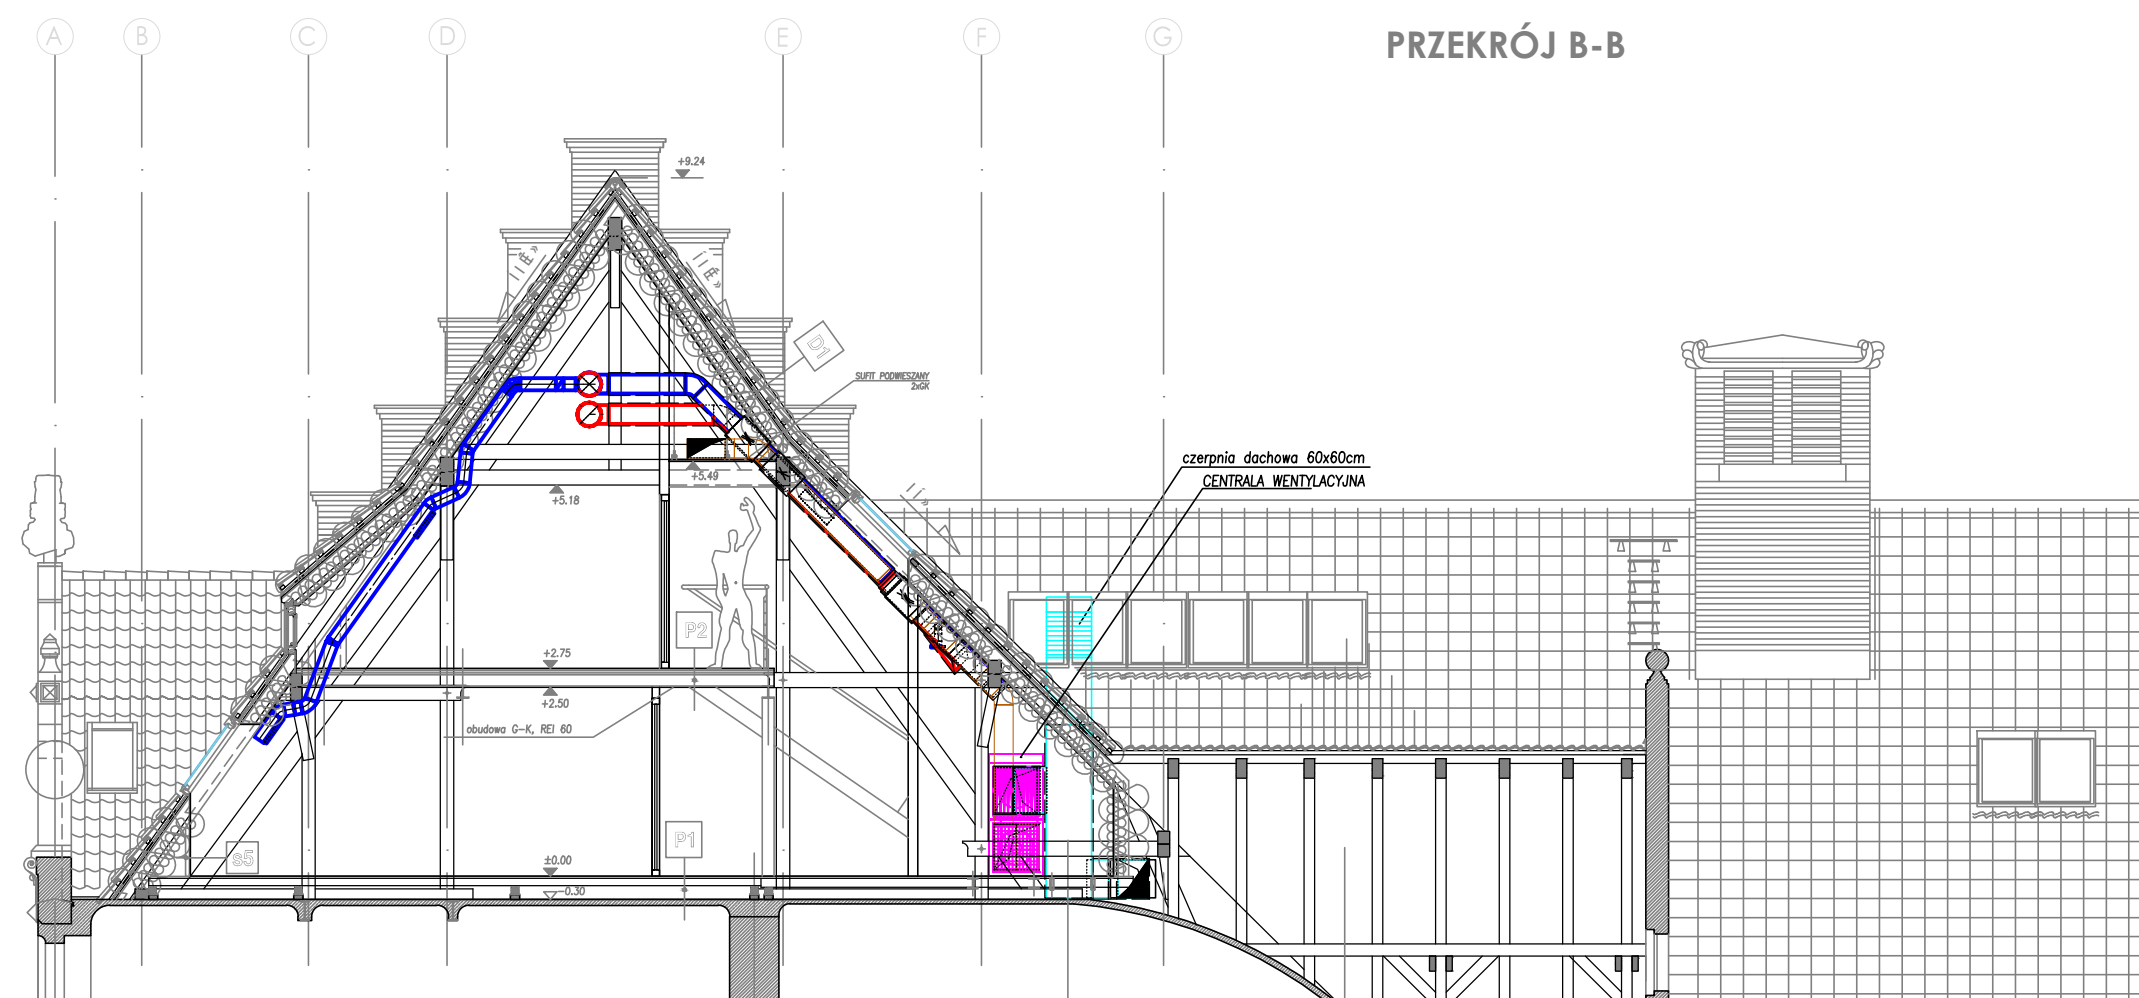 A B C D E F G
PRZEKRÓJ B-B
+9.24
D1
SUFIT PODWIESZANY
2xGK
czerpnia dachowa 60x60cm
CENTRALA WENTYLACYJNA
+5.49
+5.18
P2
+2.75
+2.50
obudowa G-K, REI 60
P1
s5
±0.00
-0.30